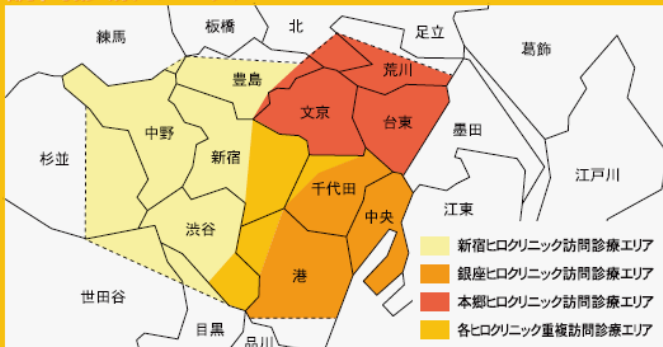 練馬
板橋
北
足立
葛飾
豊島
荒川
文京
台東
墨田
中野
新宿
杉並
江戸川
千代田
渋谷
中央
江東
港
世田谷
目黒
品川
新宿ヒロクリニック訪問診療エリア
銀座ヒロクリニック訪問診療エリア
本郷ヒロクリニック訪問診療エリア
各ヒロクリニック重複訪問診療エリア